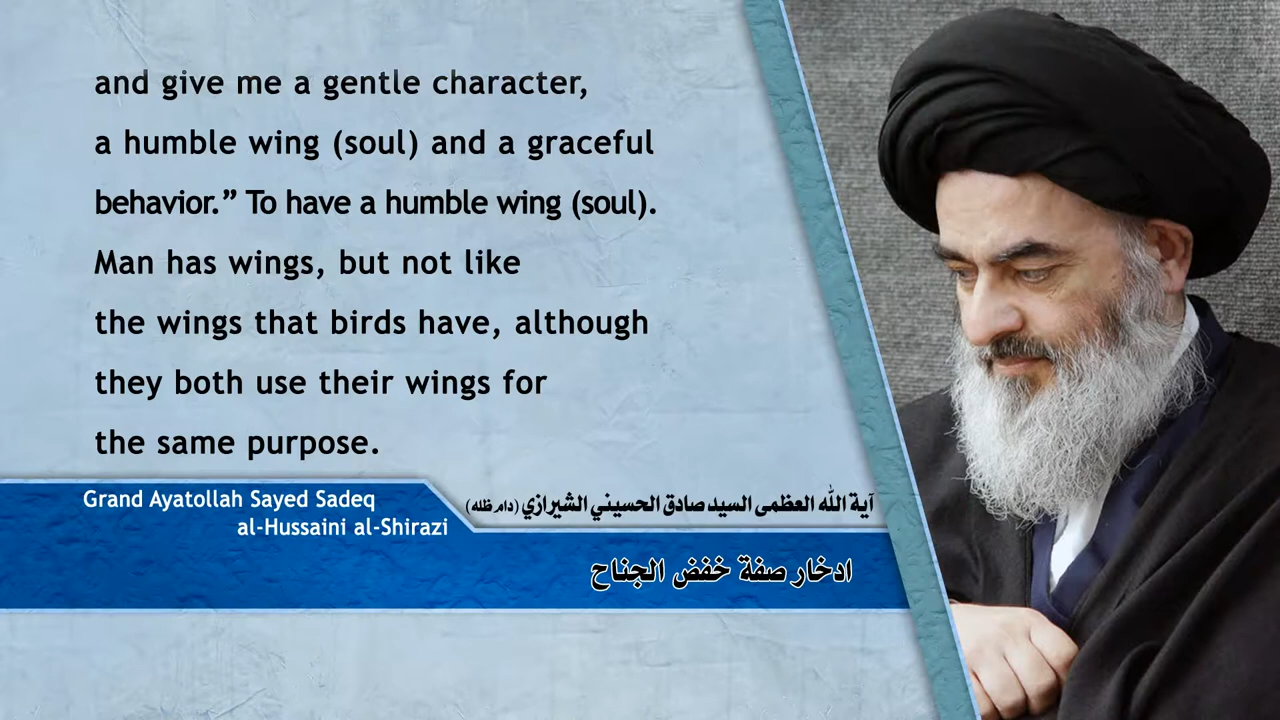 and give me a gentle character,
a humble wing (soul) and a graceful
behavior.” To have a humble wing (soul).
Man has wings, but not like
the wings that birds have, although
they both use their wings for
the same purpose.
Grand Ayatollah Sayed Sadeq
al-Hussaini al-Shirazi
آية الله العظمى السيد صادق الحسيني الشيرازي (دام ظله)
ادخار صفة خفض الجناح